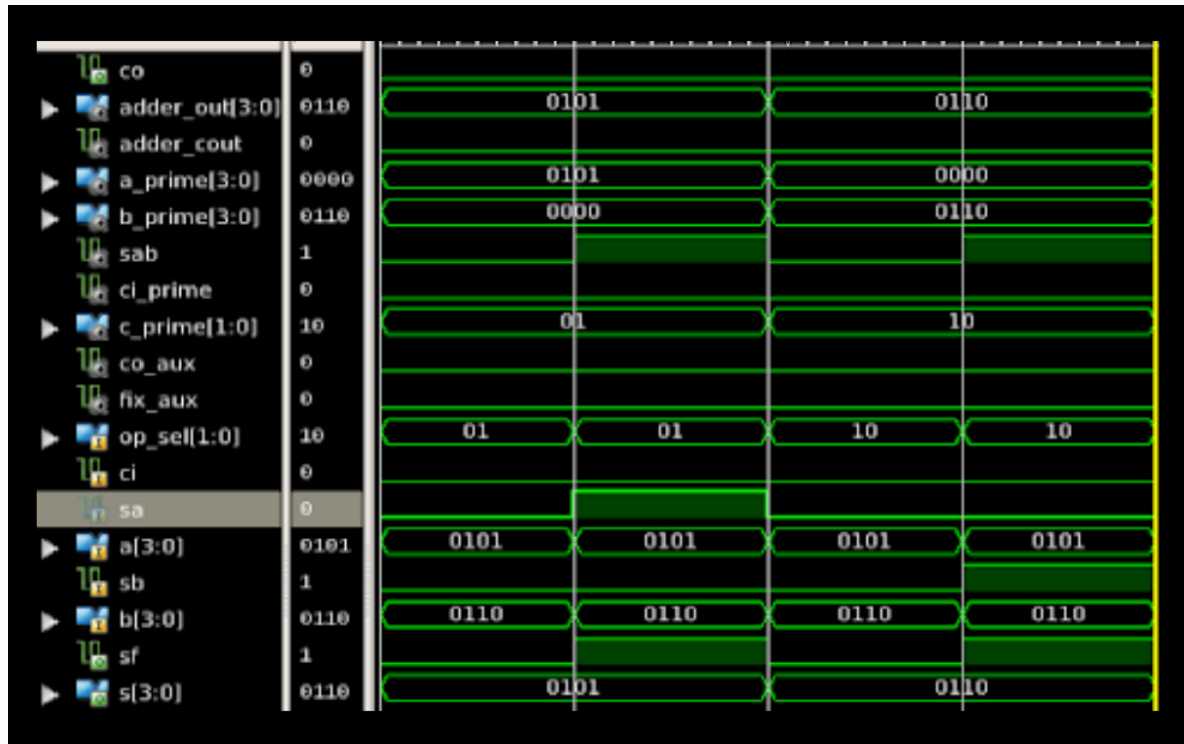 co 0
adder_out[3:0] 0110 0101 0110
adder_cout 0
a_prime[3:0] 0000 0101 0000
b_prime[3:0] 0110 0000 0110
sab 1
ci_prime 0
c_prime[1:0] 10 01 10
co_aux 0
fix_aux 0
op_sel[1:0] 10 01 01 10 10
ci 0
sa 0
a[3:0] 0101 0101 0101 0101 0101
sb 1
b[3:0] 0110 0110 0110 0110 0110
sf 1
s[3:0] 0110 0101 0110